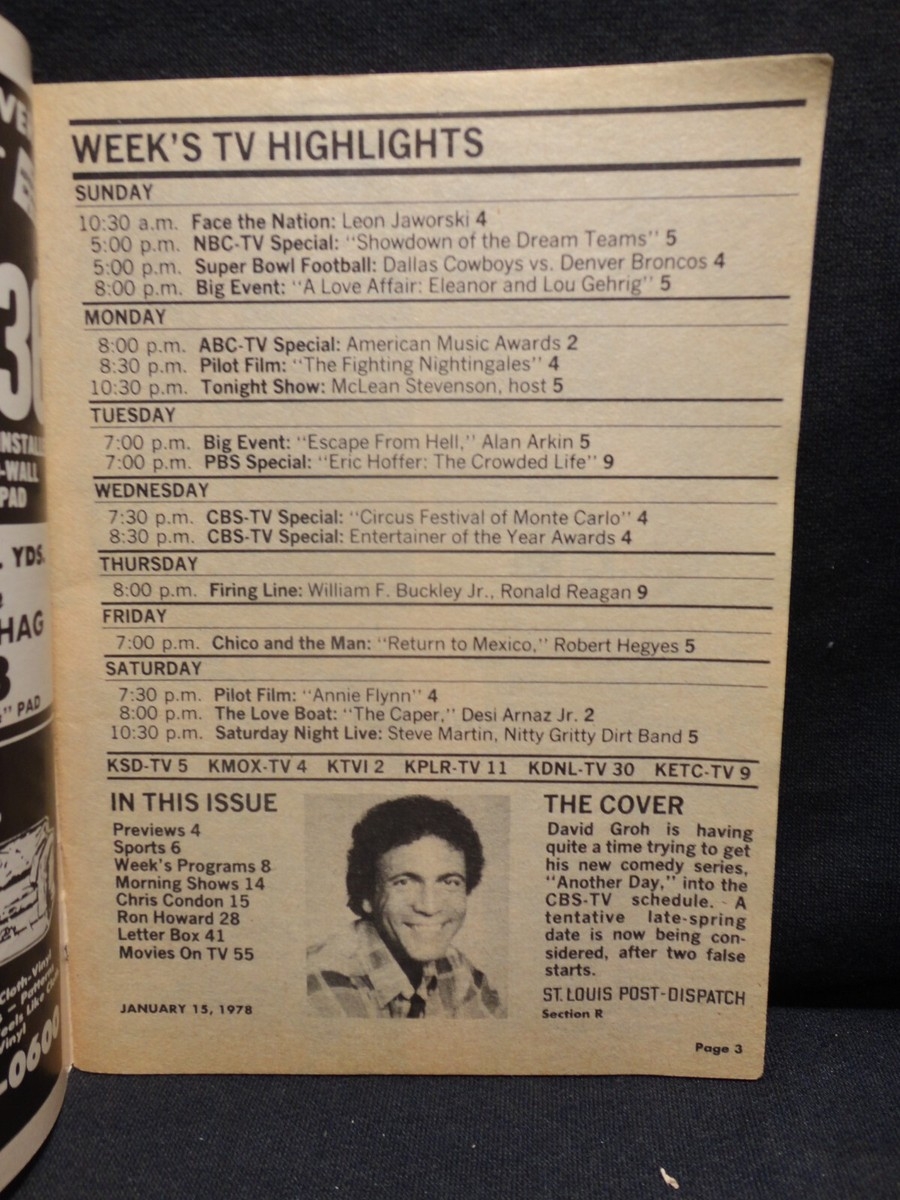 WEEK'S TV HIGHLIGHTS
SUNDAY
10:30 a.m. Face the Nation: Leon Jaworski 4
5:00 p.m. NBC-TV Special: "Showdown of the Dream Teams" 5
5:00 p.m. Super Bowl Football: Dallas Cowboys vs. Denver Broncos 4
8:00 p.m. Big Event: "A Love Affair: Eleanor and Lou Gehrig" 5
MONDAY
8:00 p.m. ABC-TV Special: American Music Awards 2
8:30 p.m. Pilot Film: "The Fighting Nightingales" 4
10:30 p.m. Tonight Show: McLean Stevenson, host 5
TUESDAY
7:00 p.m. Big Event: "Escape From Hell," Alan Arkin 5
7:00 p.m. PBS Special: "Eric Hoffer: The Crowded Life" 9
WEDNESDAY
7:30 p.m. CBS-TV Special: "Circus Festival of Monte Carlo" 4
8:30 p.m. CBS-TV Special: Entertainer of the Year Awards 4
THURSDAY
8:00 p.m. Firing Line: William F. Buckley Jr., Ronald Reagan 9
FRIDAY
7:00 p.m. Chico and the Man: "Return to Mexico," Robert Hegyes 5
SATURDAY
7:30 p.m. Pilot Film: "Annie Flynn" 4
8:00 p.m. The Love Boat: "The Caper," Desi Arnaz Jr. 2
10:30 p.m. Saturday Night Live: Steve Martin, Nitty Gritty Dirt Band 5
KSD-TV 5 KMOX-TV 4 KTVI 2 KPLR-TV 11 KDNL-TV 30 KETC-TV 9
IN THIS ISSUE
Previews 4
Sports 6
Week's Programs 8
Morning Shows 14
Chris Condon 15
Ron Howard 28
Letter Box 41
Movies On TV 55
JANUARY 15, 1978
THE COVER
David Groh is having
quite a time trying to get
his new comedy series,
"Another Day," into the
CBS-TV schedule. A
tentative late-spring
date is now being con-
sidered, after two false
starts.
ST. LOUIS POST-DISPATCH
Section R
Page 3
-WALL
PAD
YDS.
HAG
" PAD
Cloth-Vinyl
Vinyl
-0600